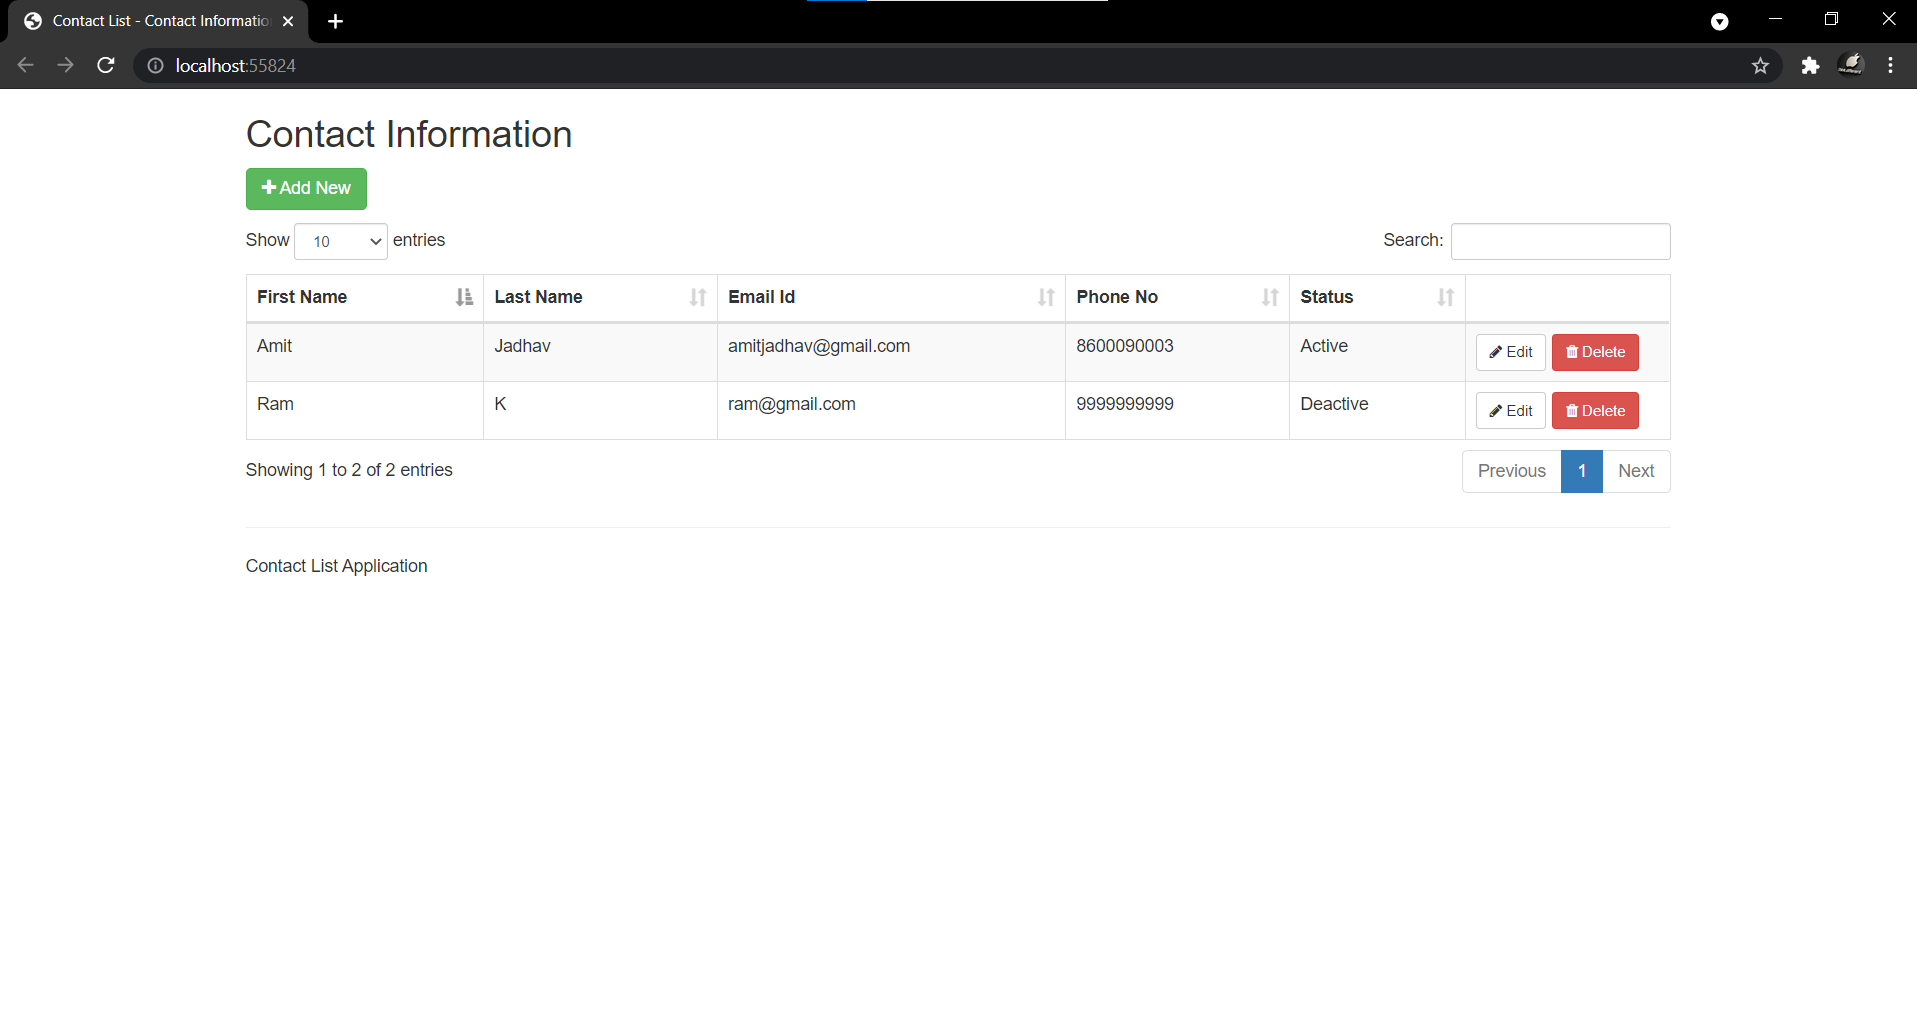 Contact List - Contact Informatio
localhost:55824
Contact Information
Add New
Show 10 entries Search:
First Name Last Name Email Id Phone No Status
Amit Jadhav amitjadhav@gmail.com 8600090003 Active Edit Delete
Ram K ram@gmail.com 9999999999 Deactive Edit Delete
Showing 1 to 2 of 2 entries Previous 1 Next
Contact List Application